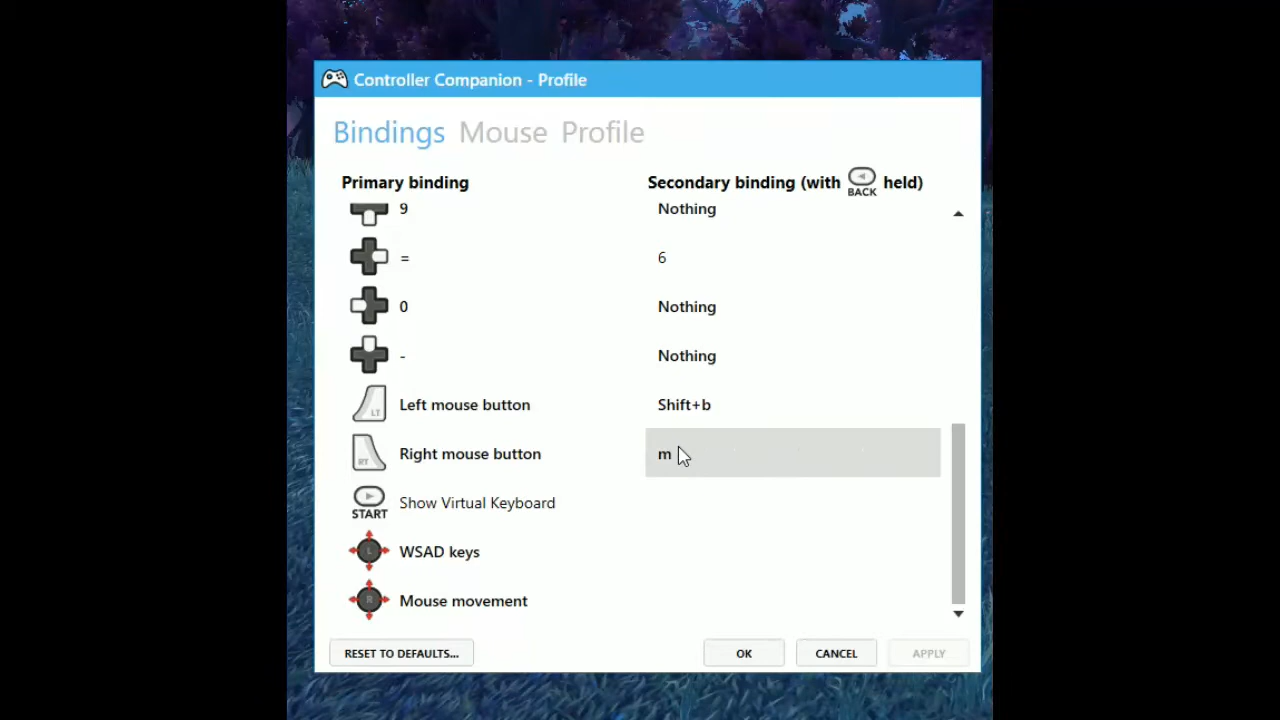 Controller Companion - Profile
Bindings Mouse Profile
Primary binding
Secondary binding (with BACK held)
9 Nothing
= 6
0 Nothing
- Nothing
LT Left mouse button Shift+b
RT Right mouse button m
START Show Virtual Keyboard
L WSAD keys
R Mouse movement
RESET TO DEFAULTS... OK CANCEL APPLY